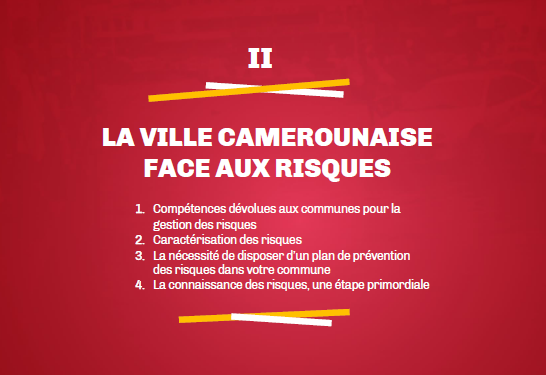 II
LA VILLE CAMEROUNAISE
FACE AUX RISQUES
1. Compétences dévolues aux communes pour la
gestion des risques
2. Caractérisation des risques
3. La nécessité de disposer d'un plan de prévention
des risques dans votre commune
4. La connaissance des risques, une étape primordiale